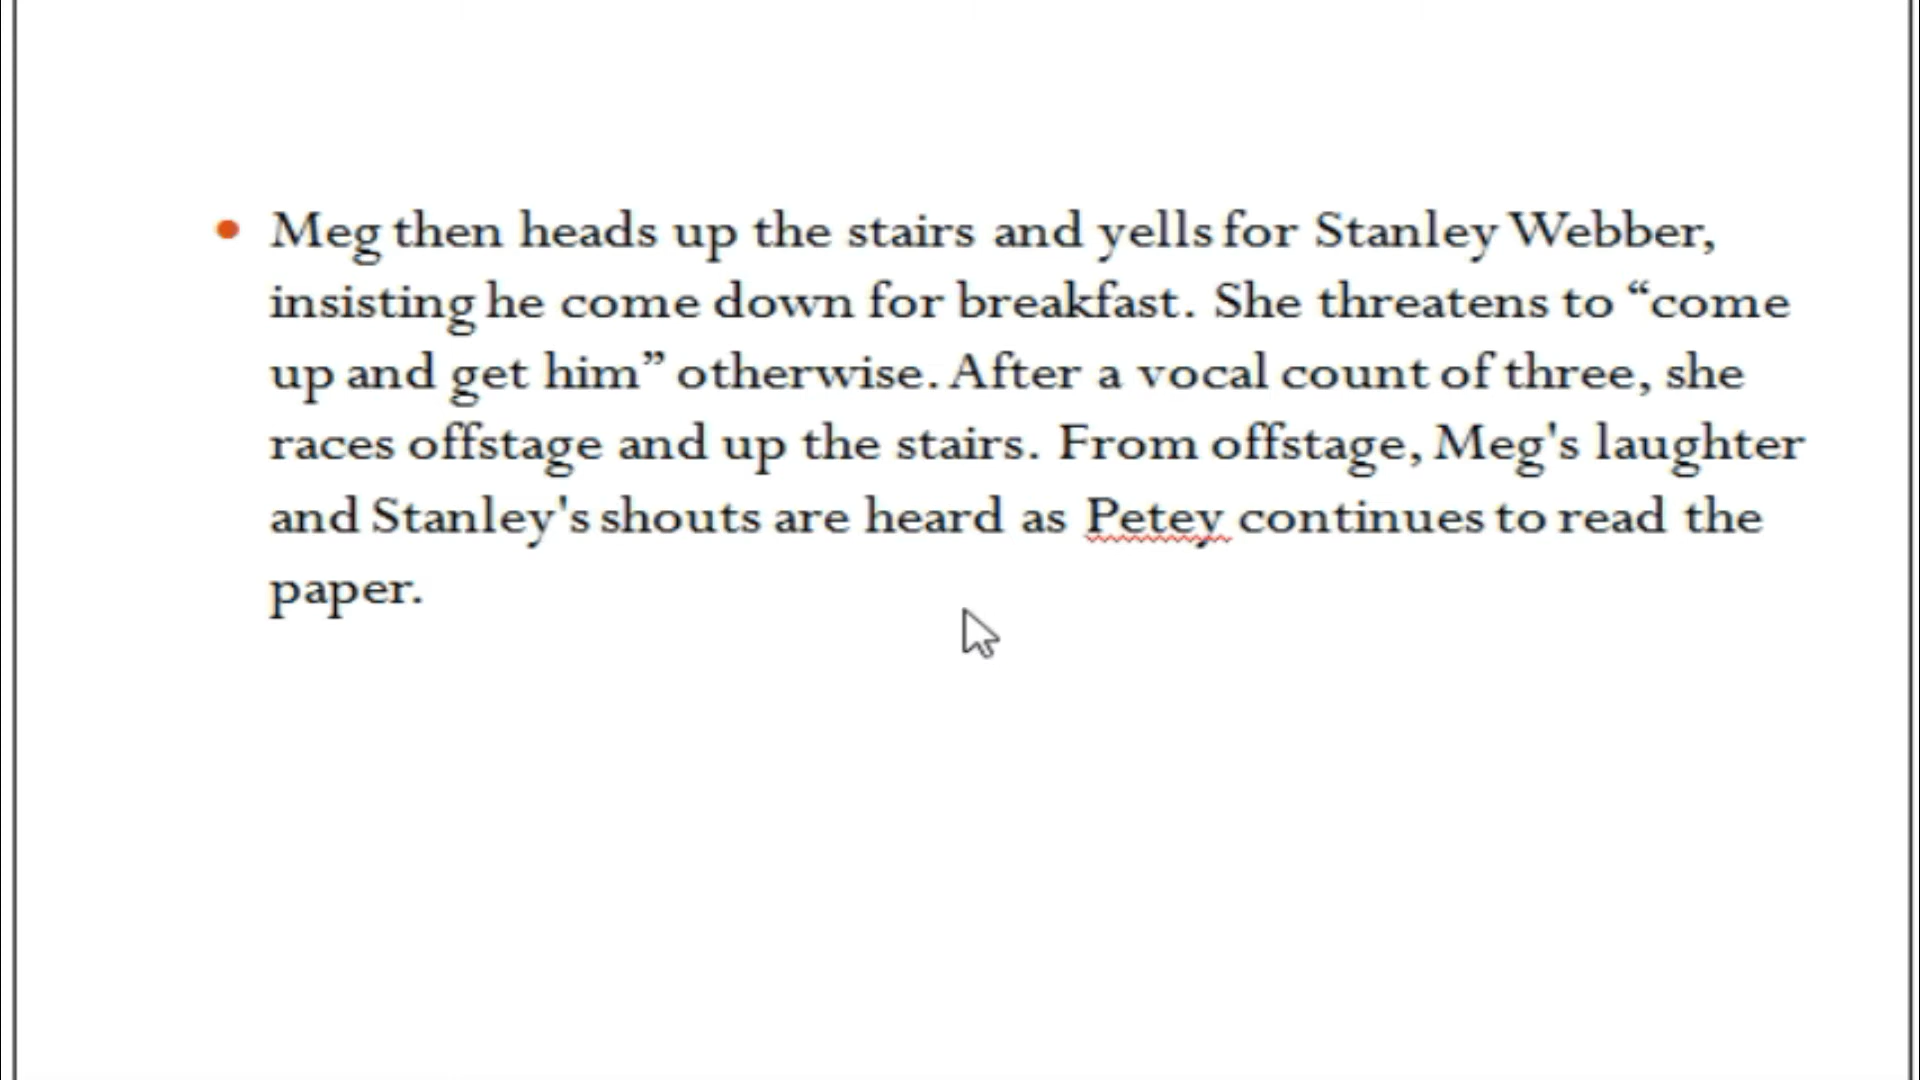 • Meg then heads up the stairs and yells for Stanley Webber,
insisting he come down for breakfast. She threatens to “come
up and get him” otherwise. After a vocal count of three, she
races offstage and up the stairs. From offstage, Meg's laughter
and Stanley's shouts are heard as Petey continues to read the
paper.